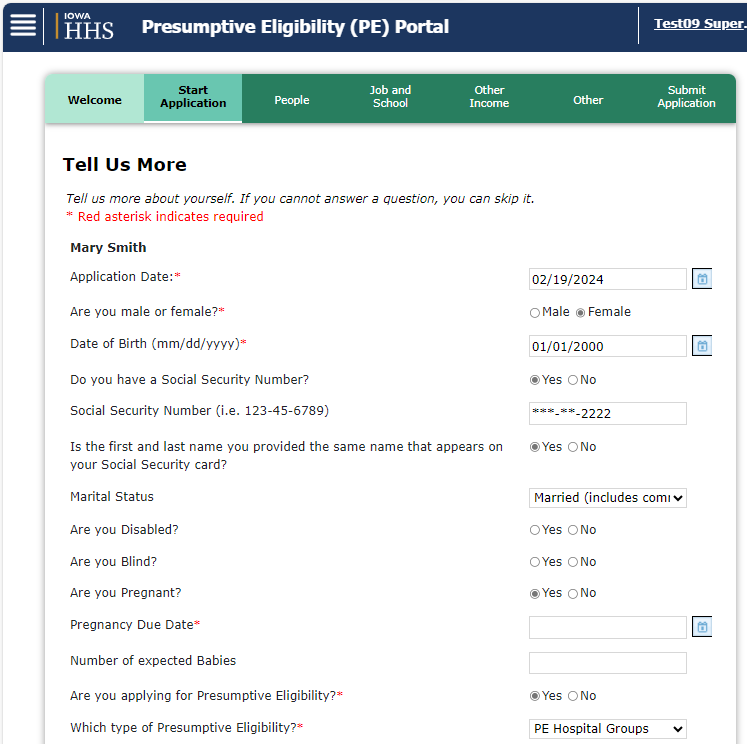 IOWA
HHS
Presumptive Eligibility (PE) Portal
Test09 Super.
Welcome
Start
Application
People
Job and
School
Other
Income
Other
Submit
Application
Tell Us More
Tell us more about yourself. If you cannot answer a question, you can skip it.
* Red asterisk indicates required
Mary Smith
Application Date:* 02/19/2024
Are you male or female?* Male Female
Date of Birth (mm/dd/yyyy)* 01/01/2000
Do you have a Social Security Number? Yes No
Social Security Number (i.e. 123-45-6789) ***-**-2222
Is the first and last name you provided the same name that appears on Yes No
your Social Security card?
Marital Status Married (includes com
Are you Disabled? Yes No
Are you Blind? Yes No
Are you Pregnant? Yes No
Pregnancy Due Date*
Number of expected Babies
Are you applying for Presumptive Eligibility?* Yes No
Which type of Presumptive Eligibility?* PE Hospital Groups